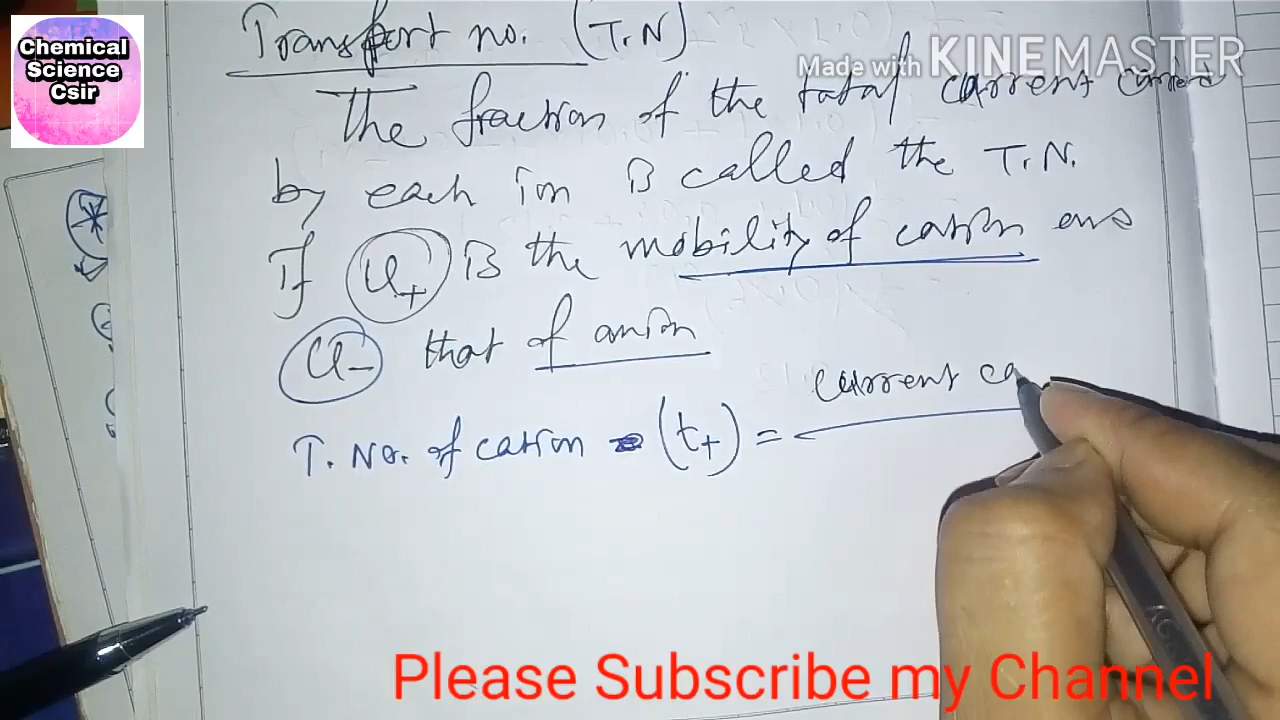 Chemical
Science
Csir
Made with KINEMASTER
Transport no. (T.N)
The fraction of the total current carried
by each ion is called the T.N.
If U+ is the mobility of cation and
U- that of anion
T. No. of cation (t+) = current ca
Please Subscribe my Channel